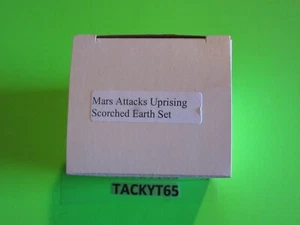 Mars Attacks Uprising
Scorched Earth Set
TACKYT65